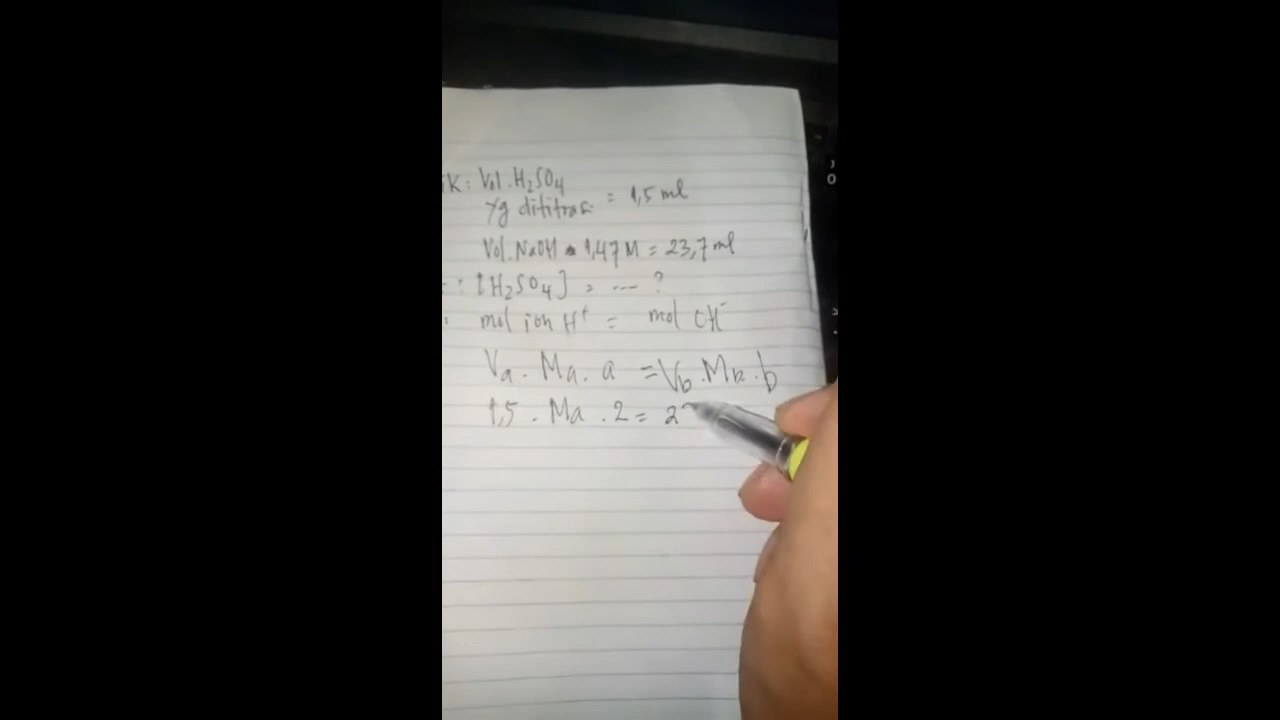 iK: Vol. H2SO4
yg dititrasi = 1,5 ml
Vol. NaOH 1,47 M = 23,7 ml
: [H2SO4] = ... ?
mol ion H+ = mol OH-
Va . Ma . a = Vb . Mb . b
1,5 . Ma . 2 = 2